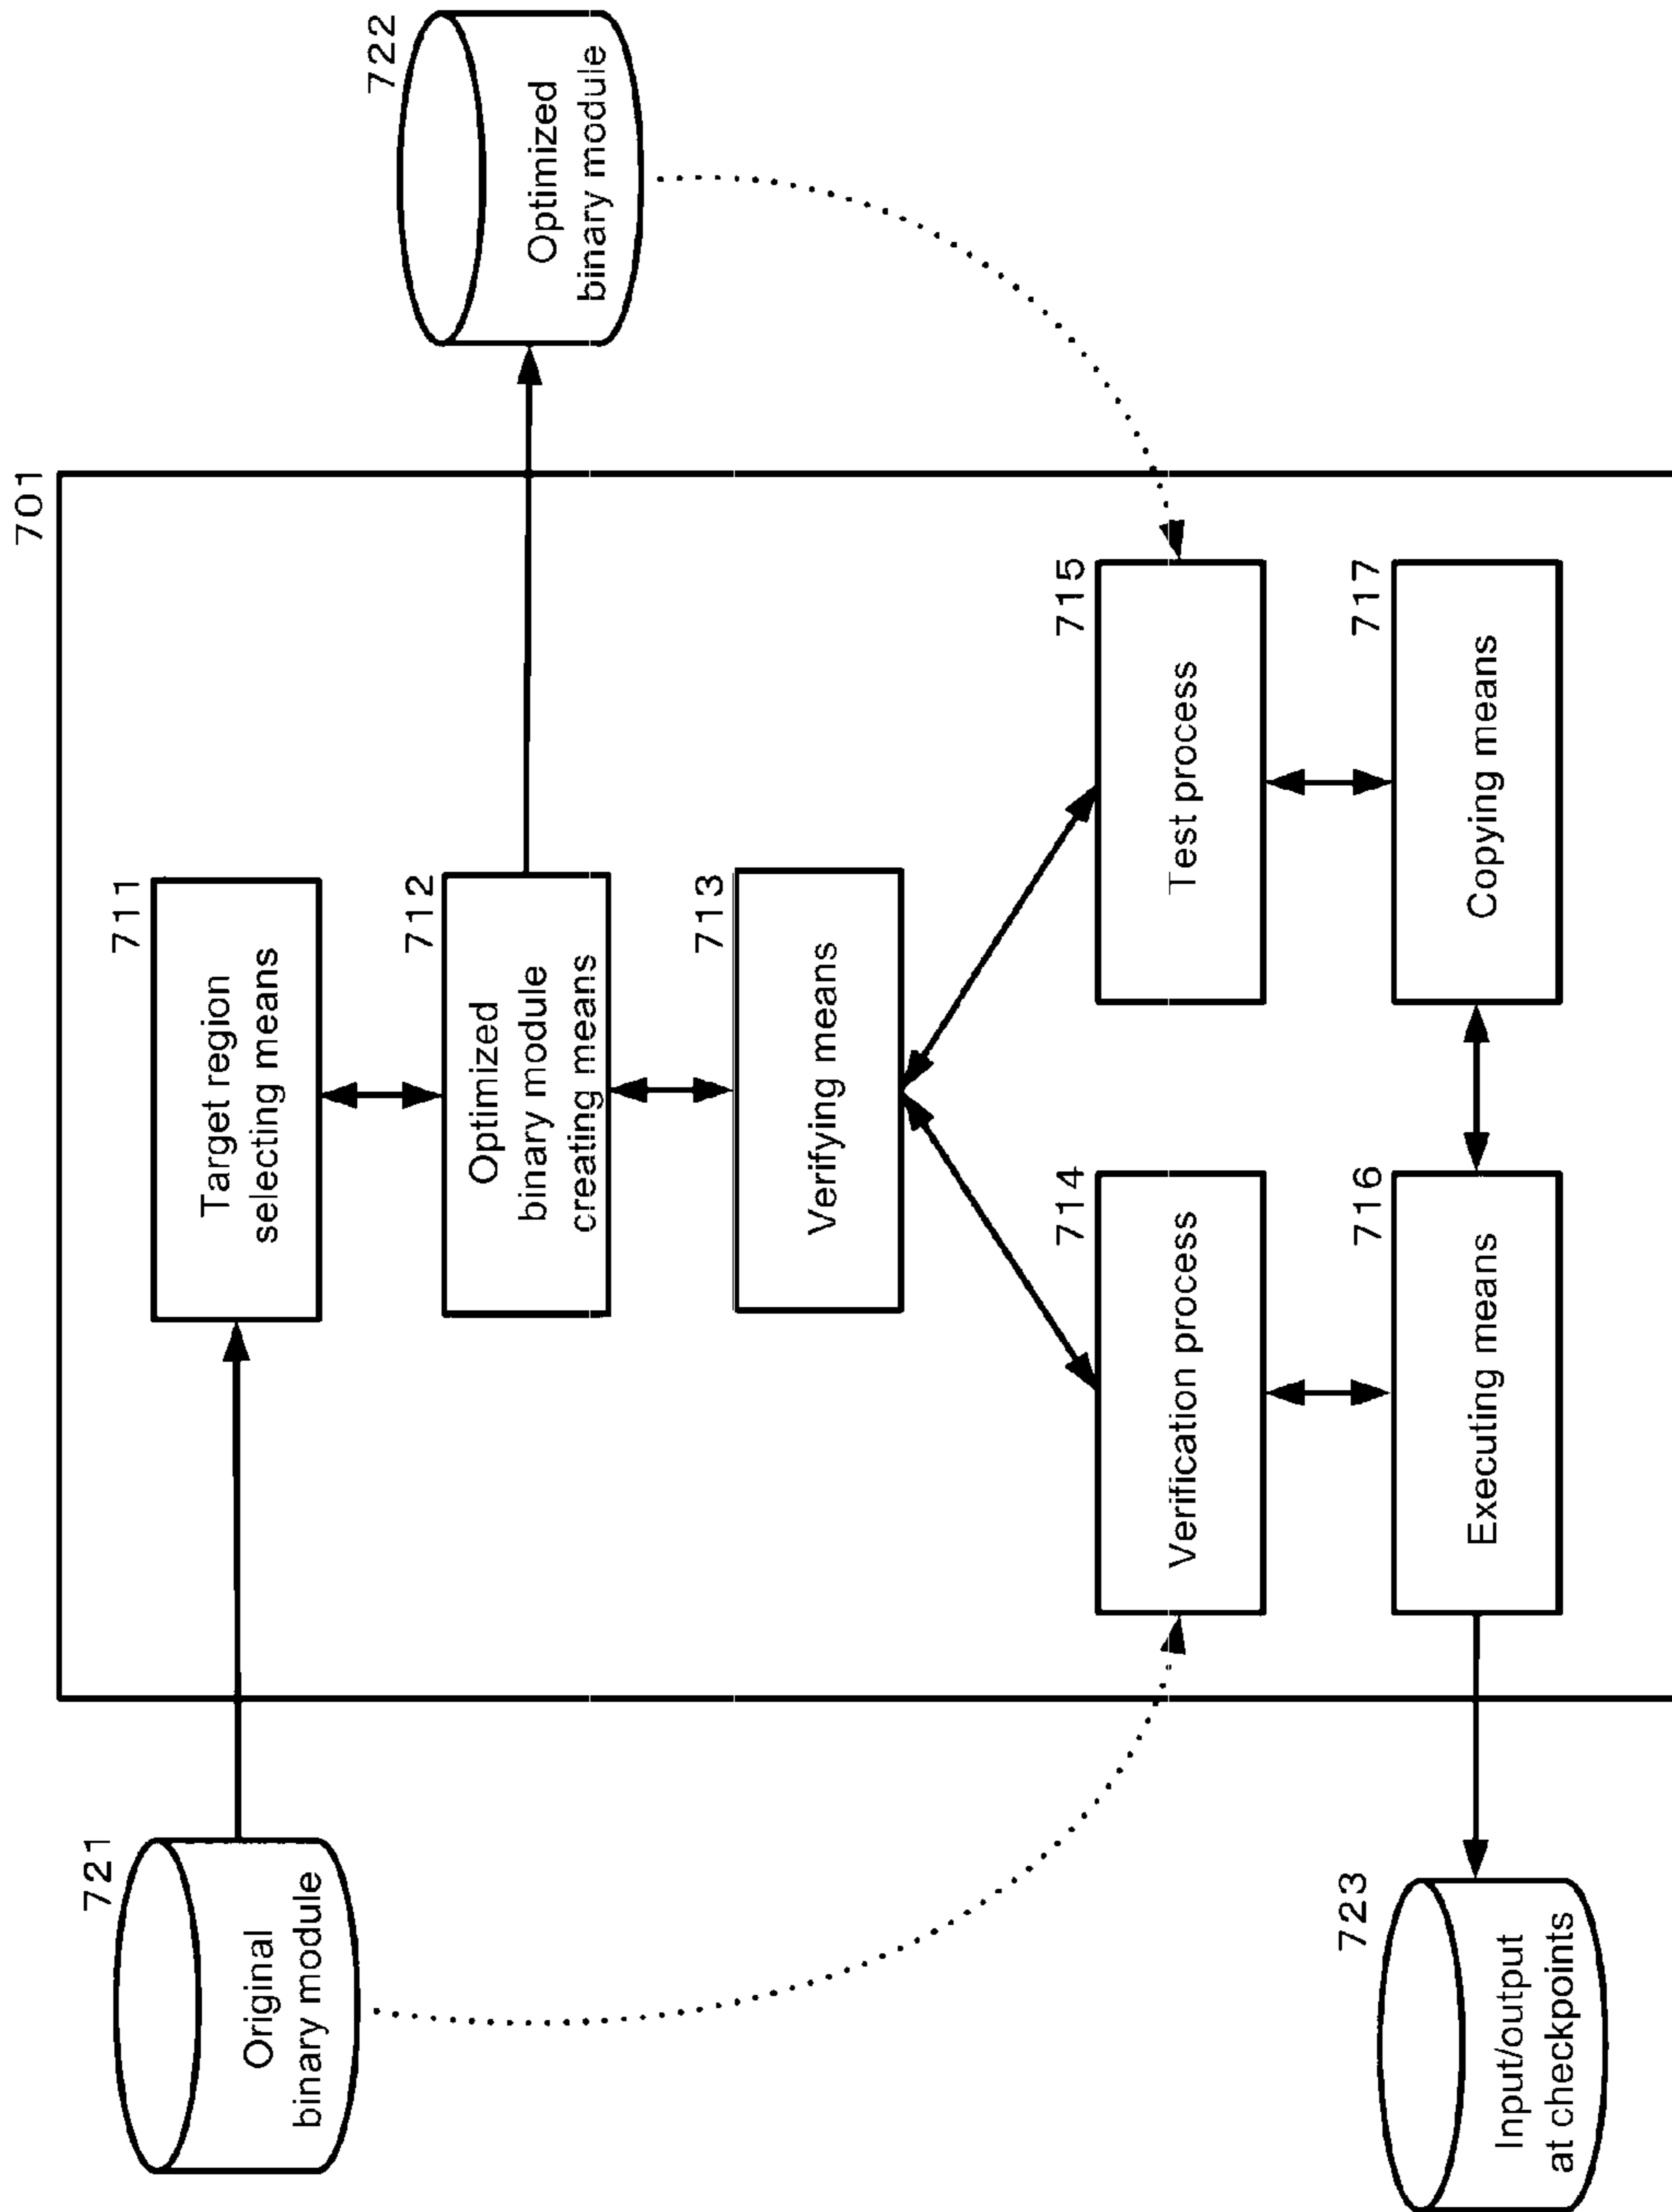 701
721
Original
binary module
711
Target region
selecting means
722
Optimized
binary module
712
Optimized
binary module
creating means
713
Verifying means
714
Verification process
715
Test process
723
Input/output
at checkpoints
716
Executing means
717
Copying means